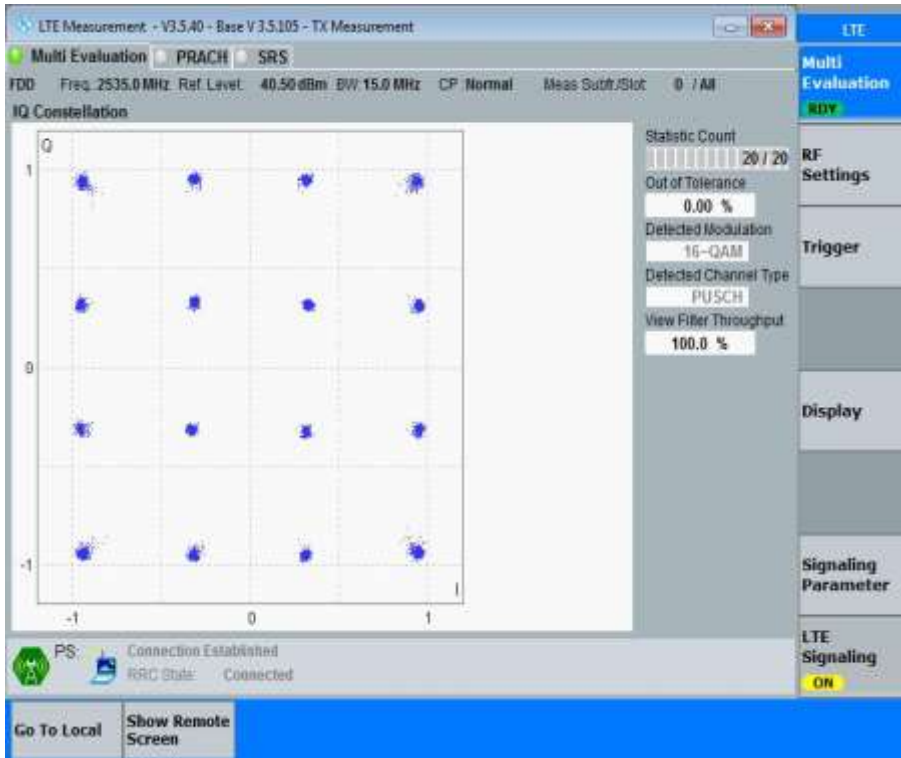 LTE Measurement - V3.5.40 - Base V 3.5.105 - TX Measurement
LTE
Multi Evaluation PRACH SRS
Multi
Evaluation
RDY
FDD Freq.:2535.0 MHz Ref. Level: 40.50 dBm BW:15.0 MHz CP:Normal Meas Subfr./Slot: 0 / All
IQ Constellation
Q
1
0
-1
I
-1 0 1
Statistic Count
20 / 20
Out of Tolerance
0.00 %
Detected Modulation
16-QAM
Detected Channel Type
PUSCH
View Filter Throughput
100.0 %
RF
Settings
Trigger
Display
Signaling
Parameter
LTE
Signaling
ON
PS: Connection Established
RRC State: Connected
Go To Local
Show Remote
Screen